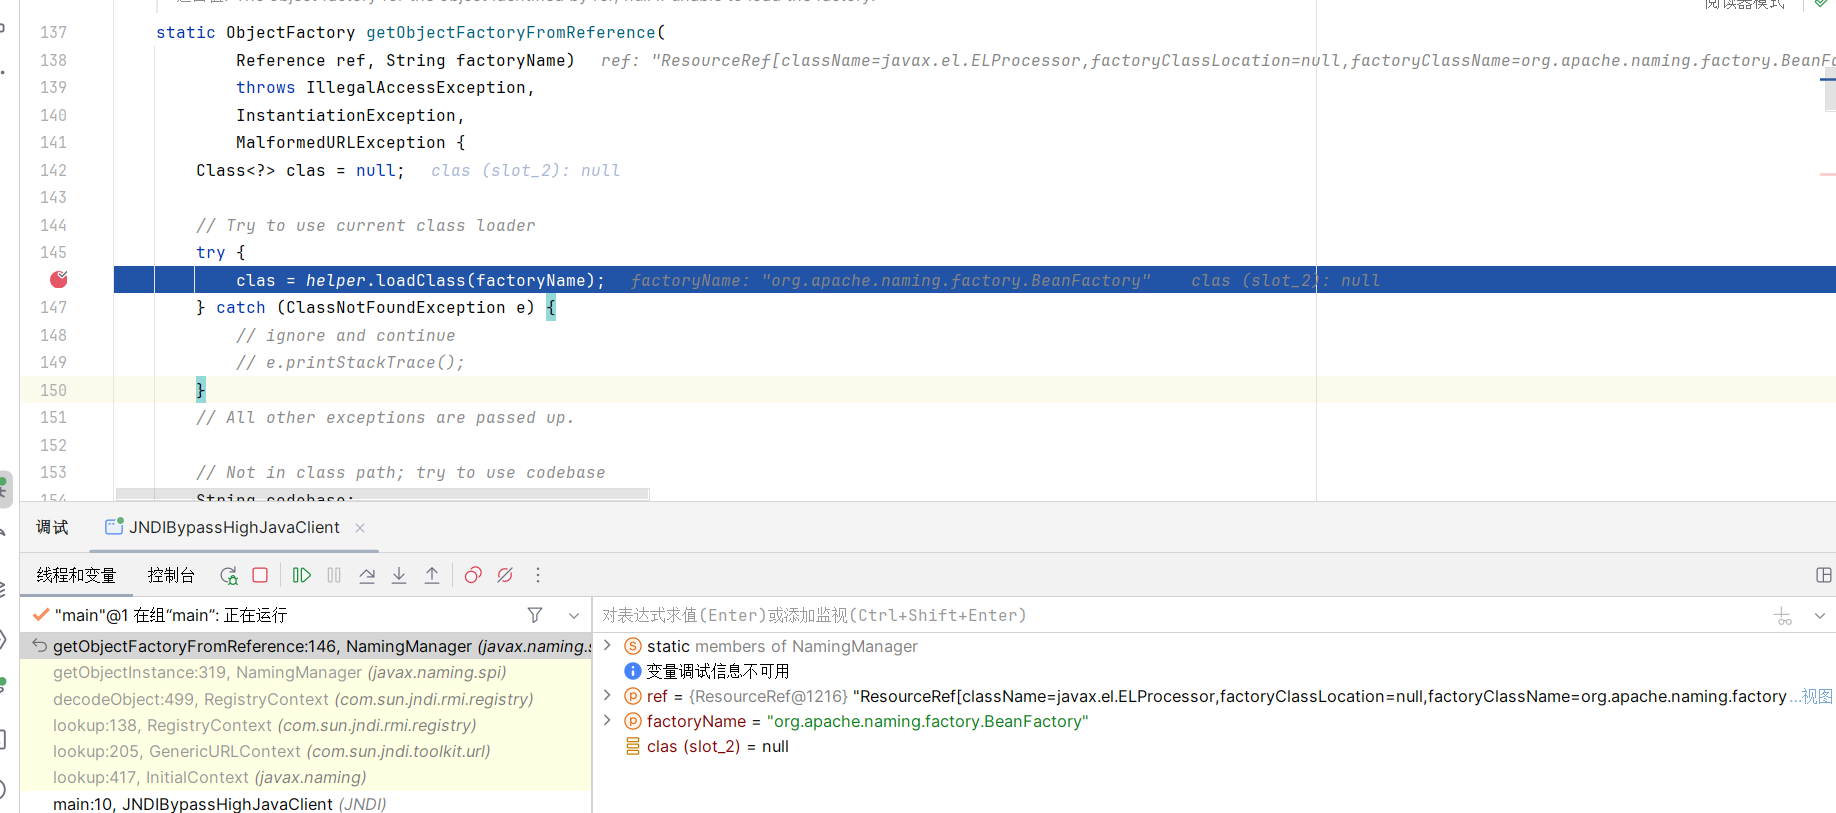 阅读器模式
137 static ObjectFactory getObjectFactoryFromReference(
138 Reference ref, String factoryName) ref: "ResourceRef[className=javax.el.ELProcessor,factoryClassLocation=null,factoryClassName=org.apache.naming.factory.BeanFa
139 throws IllegalAccessException,
140 InstantiationException,
141 MalformedURLException {
142 Class<?> clas = null; clas (slot_2): null
143
144 // Try to use current class loader
145 try {
clas = helper.loadClass(factoryName); factoryName: "org.apache.naming.factory.BeanFactory" clas (slot_2): null
147 } catch (ClassNotFoundException e) {
148 // ignore and continue
149 // e.printStackTrace();
150 }
151 // All other exceptions are passed up.
152
153 // Not in class path; try to use codebase
154 String codebase;
调试 JNDIBypassHighJavaClient
线程和变量 控制台
"main"@1 在组“main”: 正在运行
对表达式求值(Enter)或添加监视(Ctrl+Shift+Enter)
getObjectFactoryFromReference:146, NamingManager (javax.naming.s
getObjectInstance:319, NamingManager (javax.naming.spi)
decodeObject:499, RegistryContext (com.sun.jndi.rmi.registry)
lookup:138, RegistryContext (com.sun.jndi.rmi.registry)
lookup:205, GenericURLContext (com.sun.jndi.toolkit.url)
lookup:417, InitialContext (javax.naming)
main:10, JNDIBypassHighJavaClient (JNDI)
static members of NamingManager
变量调试信息不可用
ref = {ResourceRef@1216} "ResourceRef[className=javax.el.ELProcessor,factoryClassLocation=null,factoryClassName=org.apache.naming.factory ...视图
factoryName = "org.apache.naming.factory.BeanFactory"
clas (slot_2) = null